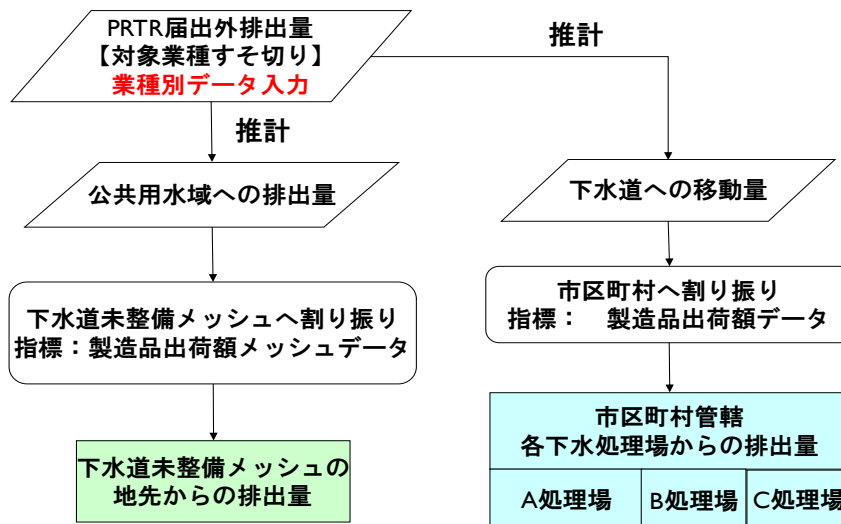 PRTR届出外排出量
【対象業種すそ切り】
業種別データ入力
推計
推計
公共用水域への排出量
下水道への移動量
下水道未整備メッシュへ割り振り
指標：製造品出荷額メッシュデータ
市区町村へ割り振り
指標：　製造品出荷額データ
下水道未整備メッシュの
地先からの排出量
市区町村管轄
各下水処理場からの排出量
A処理場
B処理場
C処理場